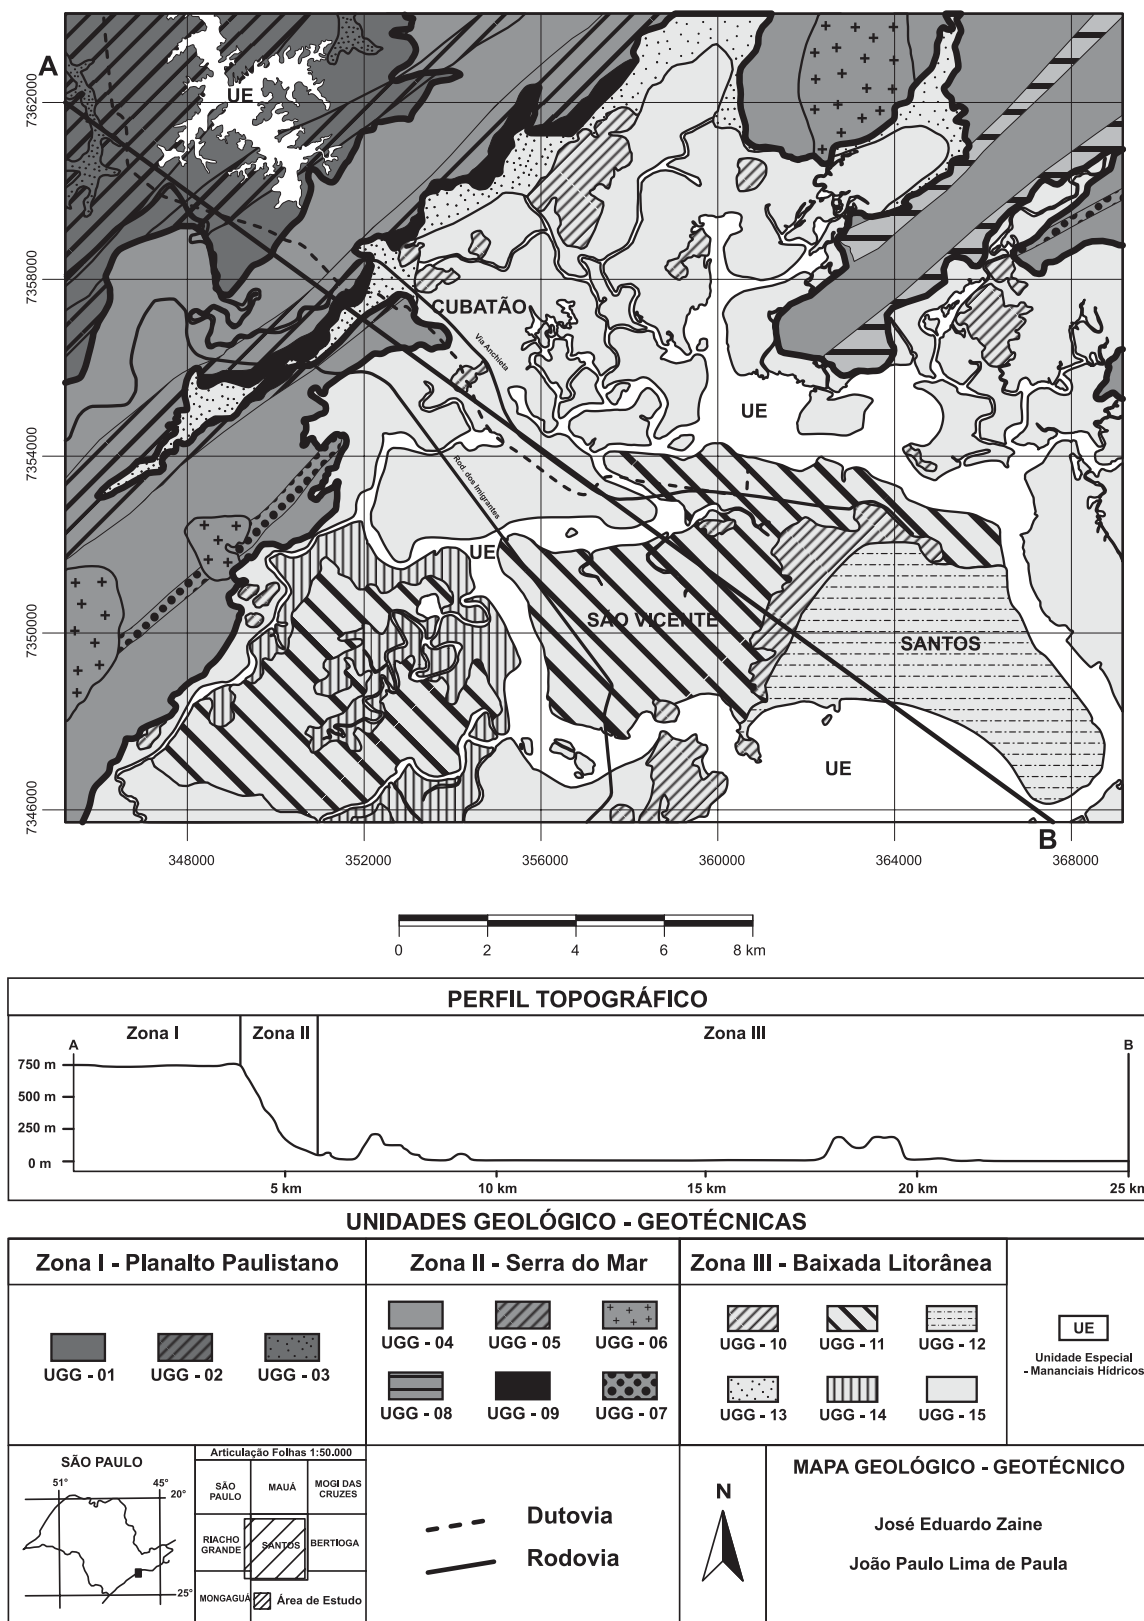 A
UE
7362000
7358000
CUBATÃO
Via Anchieta
UE
7354000
Rod. dos Imigrantes
UE
SÃO VICENTE
7350000
SANTOS
UE
7346000
B
348000
352000
356000
360000
364000
368000
0
2
4
6
8 km
PERFIL TOPOGRÁFICO
Zona I
Zona II
Zona III
A
B
750 m
500 m
250 m
0 m
5 km
10 km
15 km
20 km
25 km
UNIDADES GEOLÓGICO - GEOTÉCNICAS
Zona I - Planalto Paulistano
Zona II - Serra do Mar
Zona III - Baixada Litorânea
UGG - 01
UGG - 02
UGG - 03
UGG - 04
UGG - 05
UGG - 06
UGG - 08
UGG - 09
UGG - 07
UGG - 10
UGG - 11
UGG - 12
UGG - 13
UGG - 14
UGG - 15
UE
Unidade Especial
- Mananciais Hídricos
SÃO PAULO
51°
45°
20°
25°
Articulação Folhas 1:50.000
SÃO
PAULO
MAUÁ
MOGI DAS
CRUZES
RIACHO
GRANDE
SANTOS
BERTIOGA
MONGAGUÁ
Área de Estudo
Dutovia
Rodovia
N
MAPA GEOLÓGICO - GEOTÉCNICO
José Eduardo Zaine
João Paulo Lima de Paula